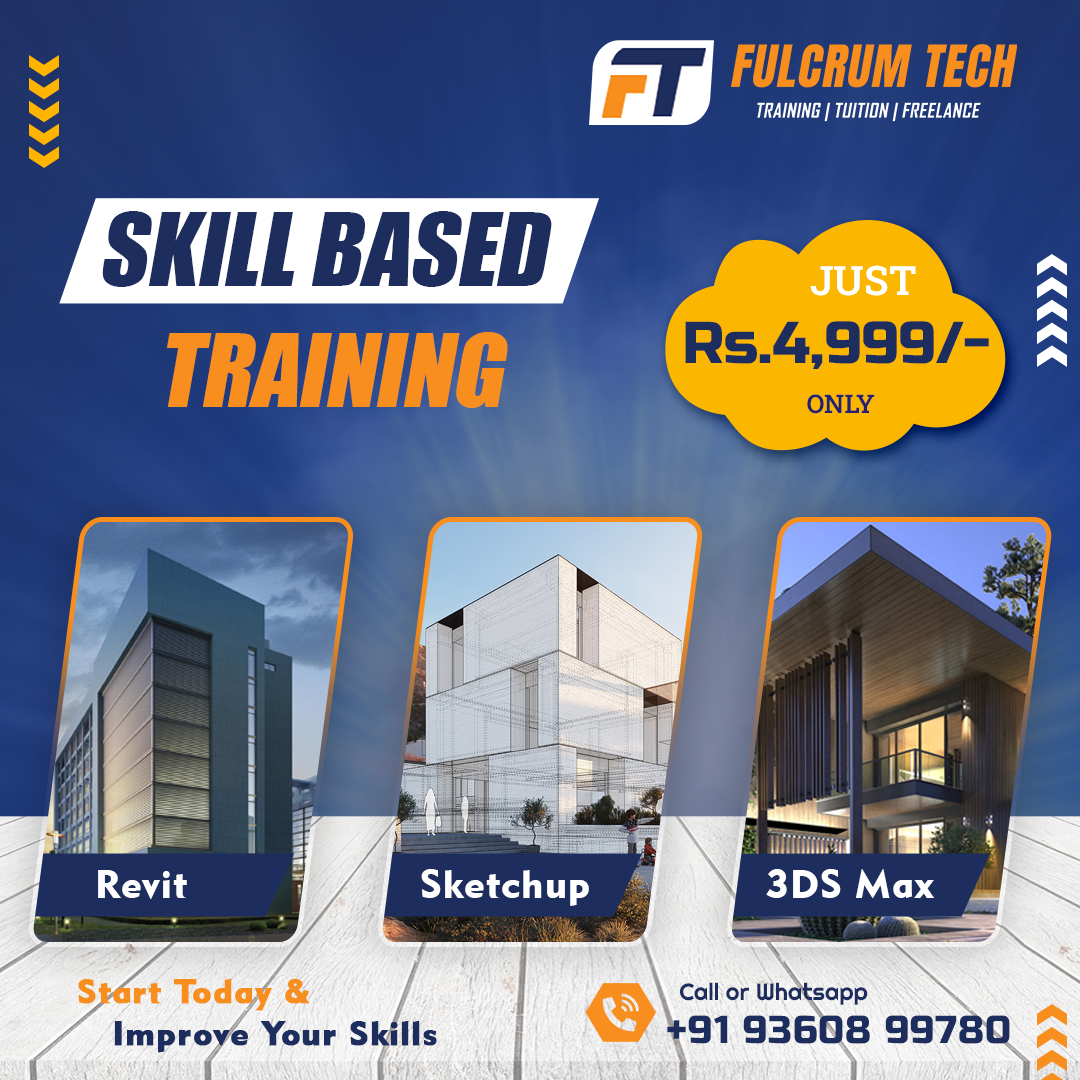 FT
FULCRUM TECH
TRAINING | TUITION | FREELANCE
SKILL BASED
TRAINING
JUST
Rs.4,999/-
ONLY
Revit
Sketchup
3DS Max
Start Today &
Improve Your Skills
Call or Whatsapp
+91 93608 99780